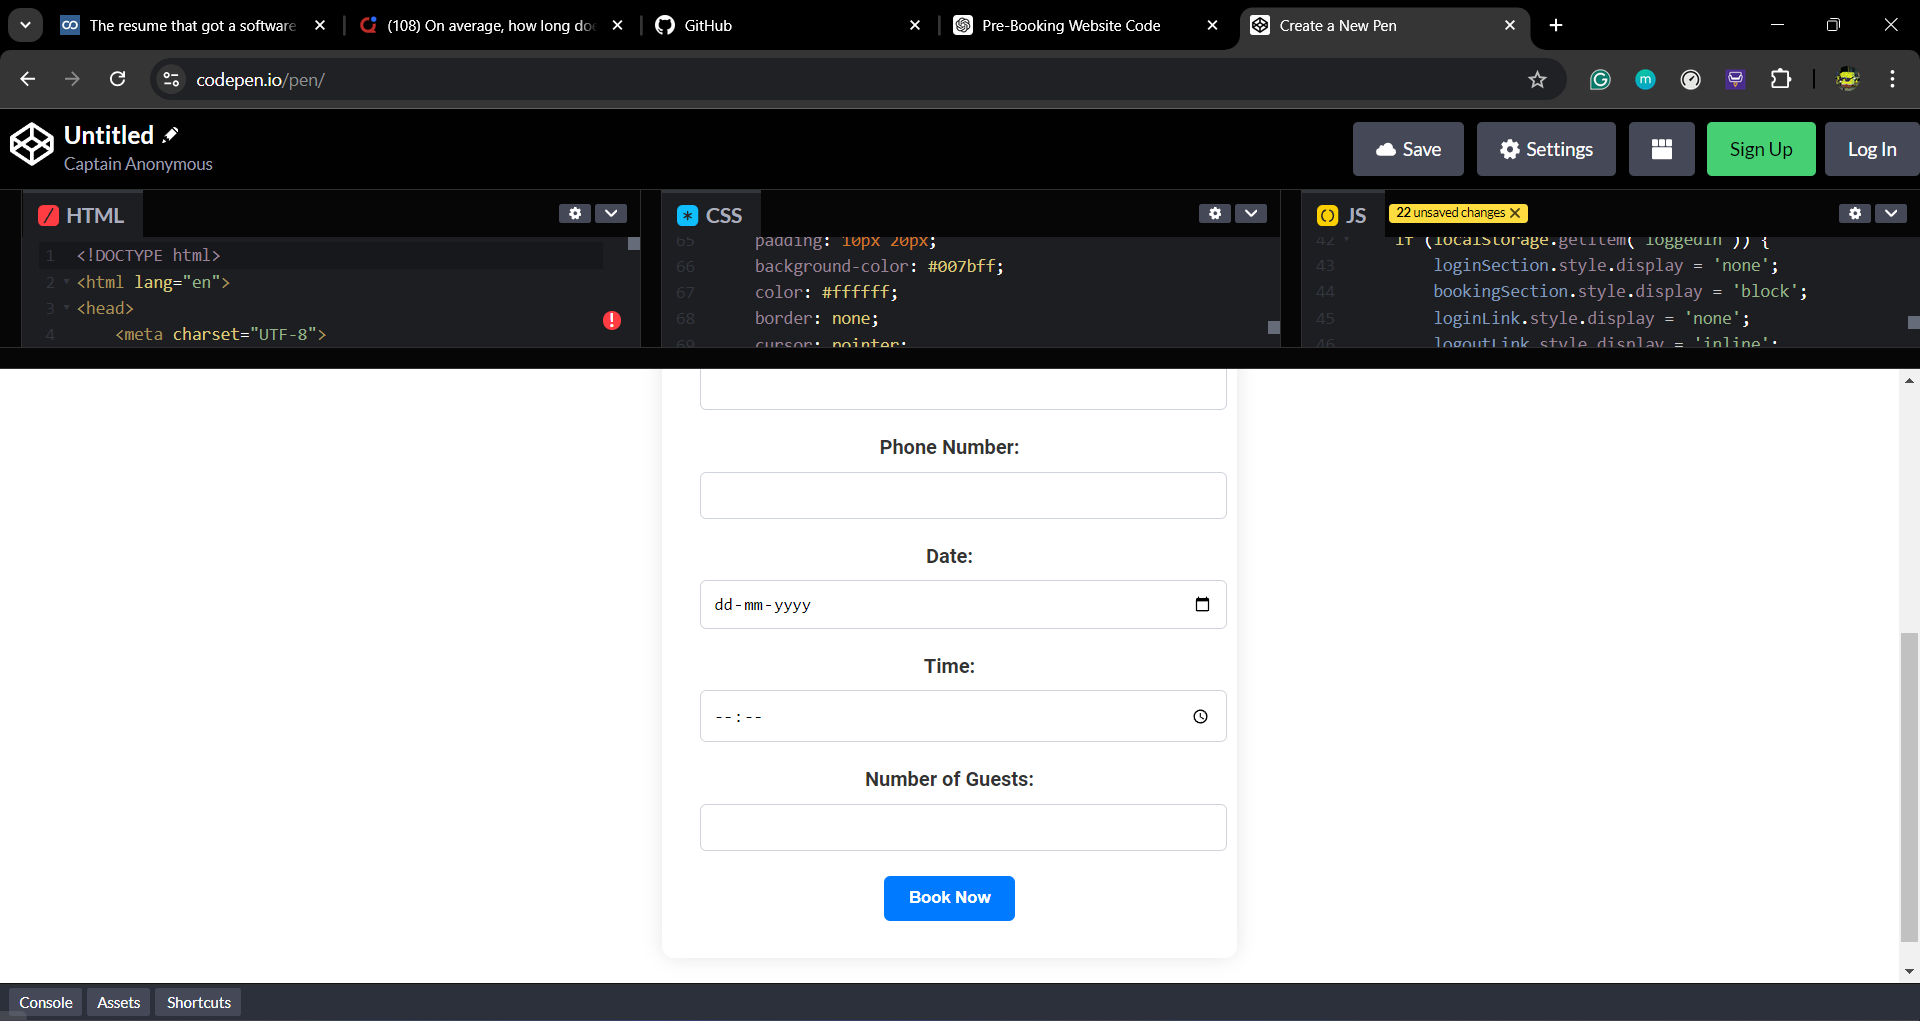 The resume that got a software
(108) On average, how long doe
GitHub
Pre-Booking Website Code
Create a New Pen
codepen.io/pen/
Untitled
Captain Anonymous
Save
Settings
Sign Up
Log In
HTML
1 <!DOCTYPE html>
2 <html lang="en">
3 <head>
4 <meta charset="UTF-8">
CSS
65 padding: 10px 20px;
66 background-color: #007bff;
67 color: #ffffff;
68 border: none;
69 cursor: pointer;
JS
22 unsaved changes
42 if (localStorage.getItem('loggedIn')) {
43 loginSection.style.display = 'none';
44 bookingSection.style.display = 'block';
45 loginLink.style.display = 'none';
46 logoutLink.style.display = 'inline';
Phone Number:
Date:
dd-mm-yyyy
Time:
--:--
Number of Guests:
Book Now
Console
Assets
Shortcuts